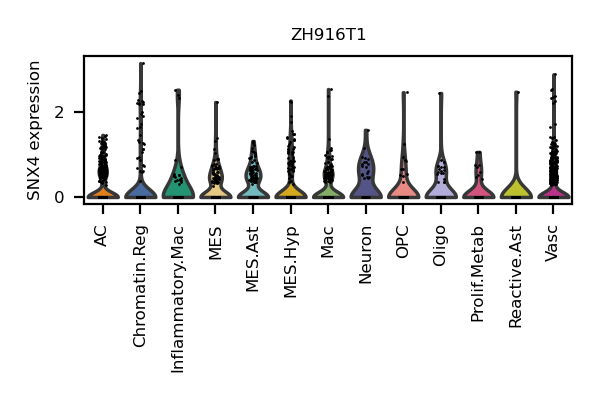 ZH916T1
SNX4 expression
2
0
AC
Chromatin.Reg
Inflammatory.Mac
MES
MES.Ast
MES.Hyp
Mac
Neuron
OPC
Oligo
Prolif.Metab
Reactive.Ast
Vasc